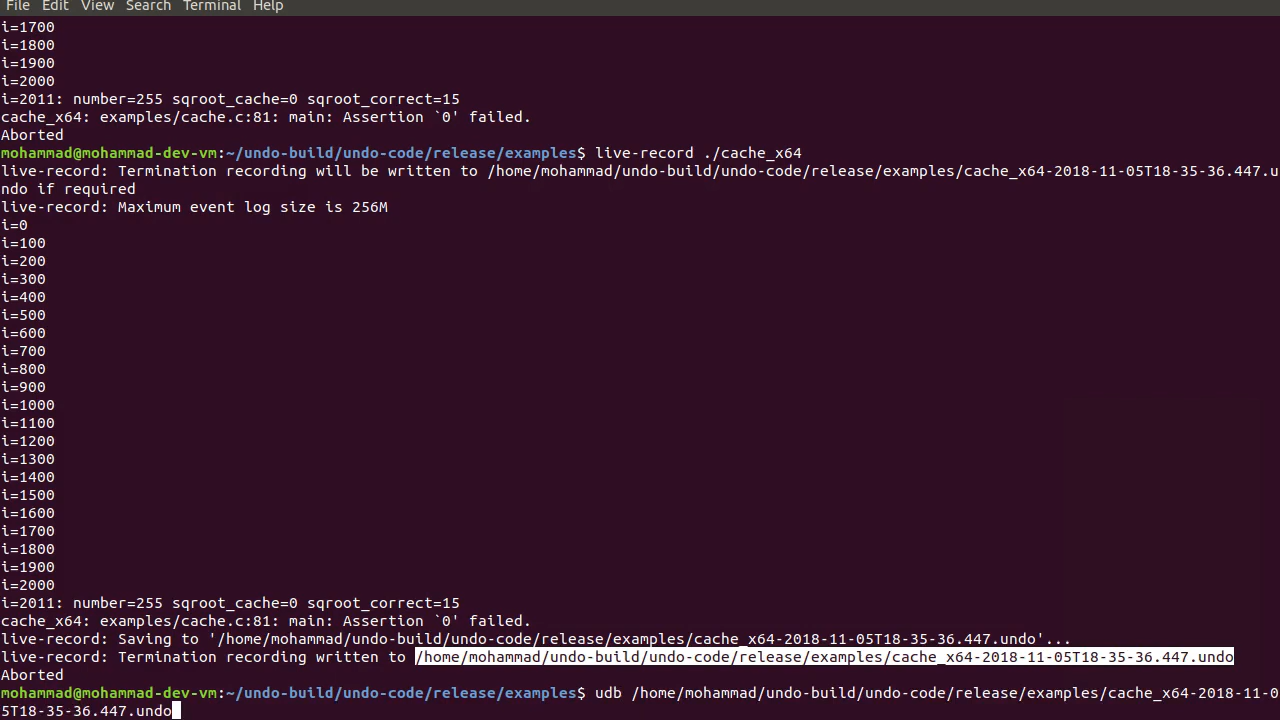 File Edit View Search Terminal Help
i=1700
i=1800
i=1900
i=2000
i=2011: number=255 sqroot_cache=0 sqroot_correct=15
cache_x64: examples/cache.c:81: main: Assertion `0' failed.
Aborted
mohammad@mohammad-dev-vm:~/undo-build/undo-code/release/examples$ live-record ./cache_x64
live-record: Termination recording will be written to /home/mohammad/undo-build/undo-code/release/examples/cache_x64-2018-11-05T18-35-36.447.u
ndo if required
live-record: Maximum event log size is 256M
i=0
i=100
i=200
i=300
i=400
i=500
i=600
i=700
i=800
i=900
i=1000
i=1100
i=1200
i=1300
i=1400
i=1500
i=1600
i=1700
i=1800
i=1900
i=2000
i=2011: number=255 sqroot_cache=0 sqroot_correct=15
cache_x64: examples/cache.c:81: main: Assertion `0' failed.
live-record: Saving to '/home/mohammad/undo-build/undo-code/release/examples/cache_x64-2018-11-05T18-35-36.447.undo'...
live-record: Termination recording written to /home/mohammad/undo-build/undo-code/release/examples/cache_x64-2018-11-05T18-35-36.447.undo
Aborted
mohammad@mohammad-dev-vm:~/undo-build/undo-code/release/examples$ udb /home/mohammad/undo-build/undo-code/release/examples/cache_x64-2018-11-0
5T18-35-36.447.undo